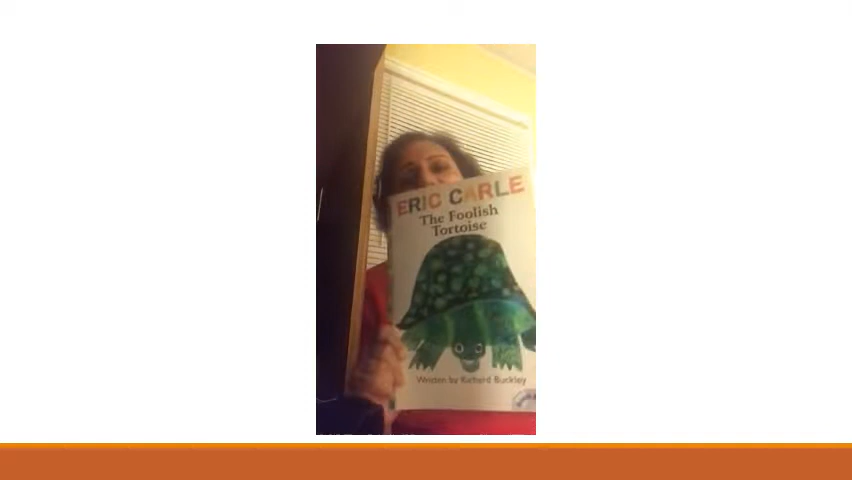 ERIC CARLE
The Foolish
Tortoise
Written by Richard Buckley